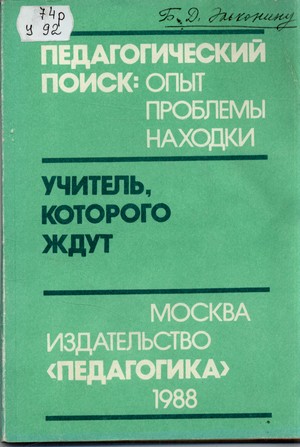 74р
у 92
Б. Д. Эльконину
ПЕДАГОГИЧЕСКИЙ
ПОИСК: ОПЫТ
ПРОБЛЕМЫ
НАХОДКИ
УЧИТЕЛЬ,
КОТОРОГО
ЖДУТ
МОСКВА
ИЗДАТЕЛЬСТВО
«ПЕДАГОГИКА»
1988